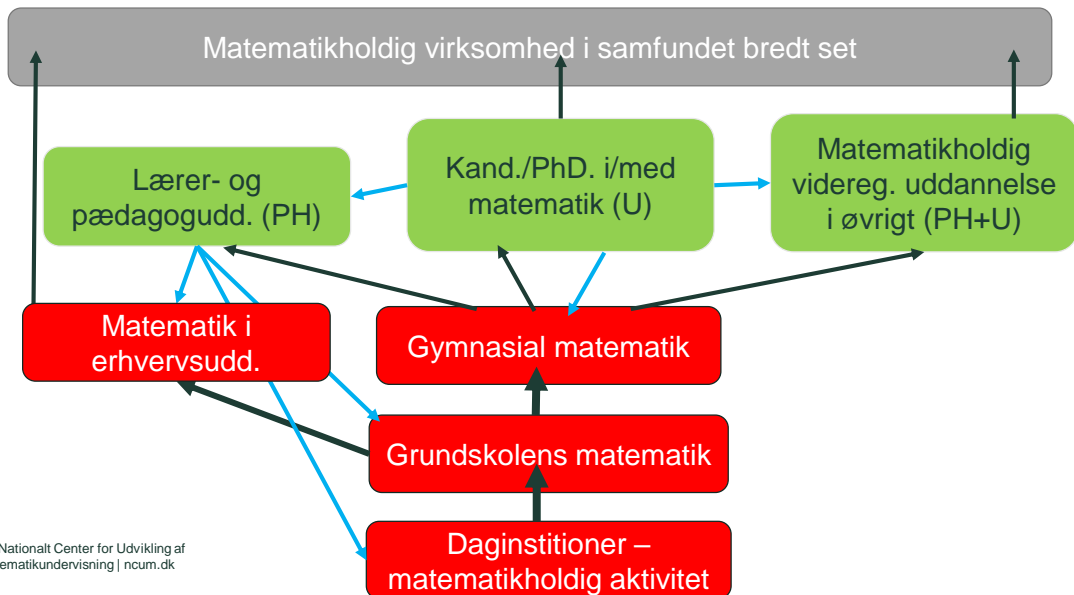 Matematikholdig virksomhed i samfundet bredt set
Lærer- og
pædagogudd. (PH)
Kand./PhD. i/med
matematik (U)
Matematikholdig
videreg. uddannelse
i øvrigt (PH+U)
Matematik i
erhvervsudd.
Gymnasial matematik
Grundskolens matematik
Daginstitioner –
matematikholdig aktivitet
Nationalt Center for Udvikling af
ematikundervisning | ncum.dk